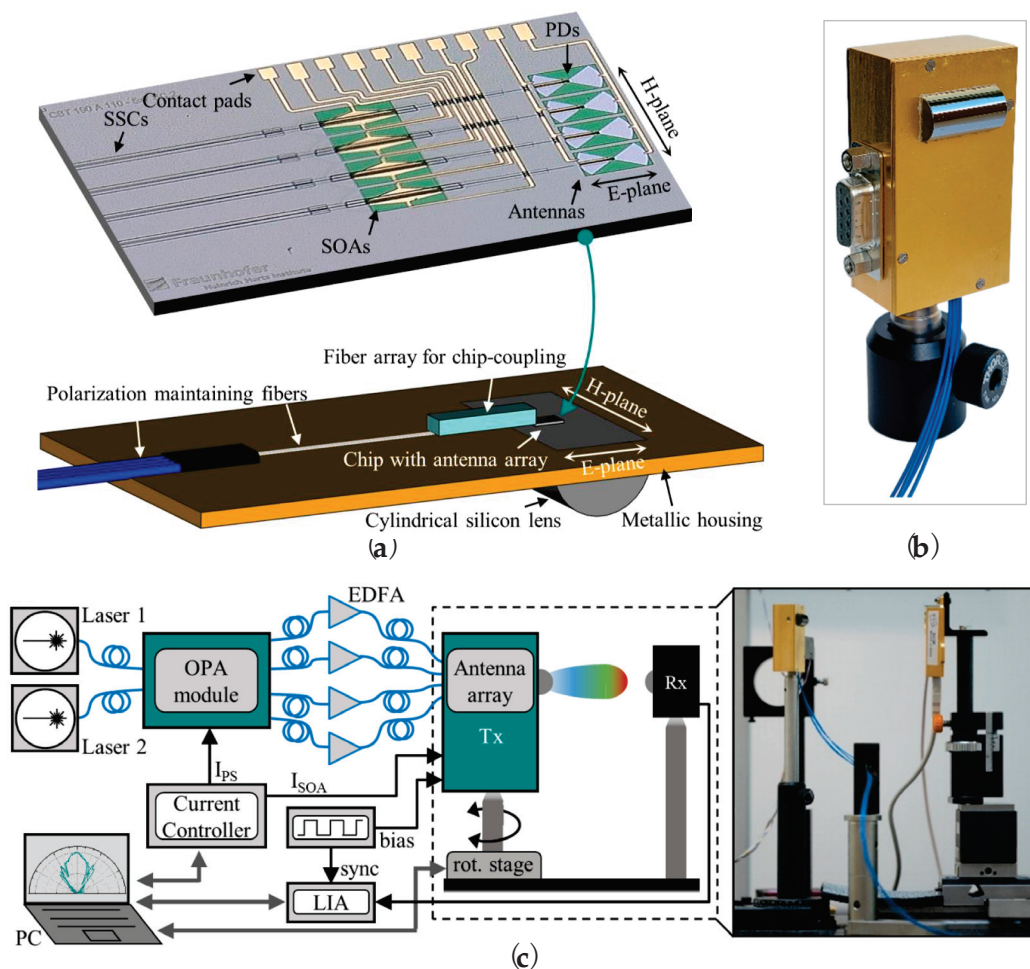 PDs
Contact pads
SSCs
H-plane
E-plane
Antennas
SOAs
Fraunhofer
Heinrich Hertz Institute
Fiber array for chip-coupling
Polarization maintaining fibers
H-plane
Chip with antenna array
E-plane
Cylindrical silicon lens
Metallic housing
(a)
(b)
EDFA
Laser 1
OPA
module
Antenna
array
Rx
Laser 2
Tx
IPS
ISOA
Current
Controller
bias
sync
rot. stage
LIA
PC
(c)